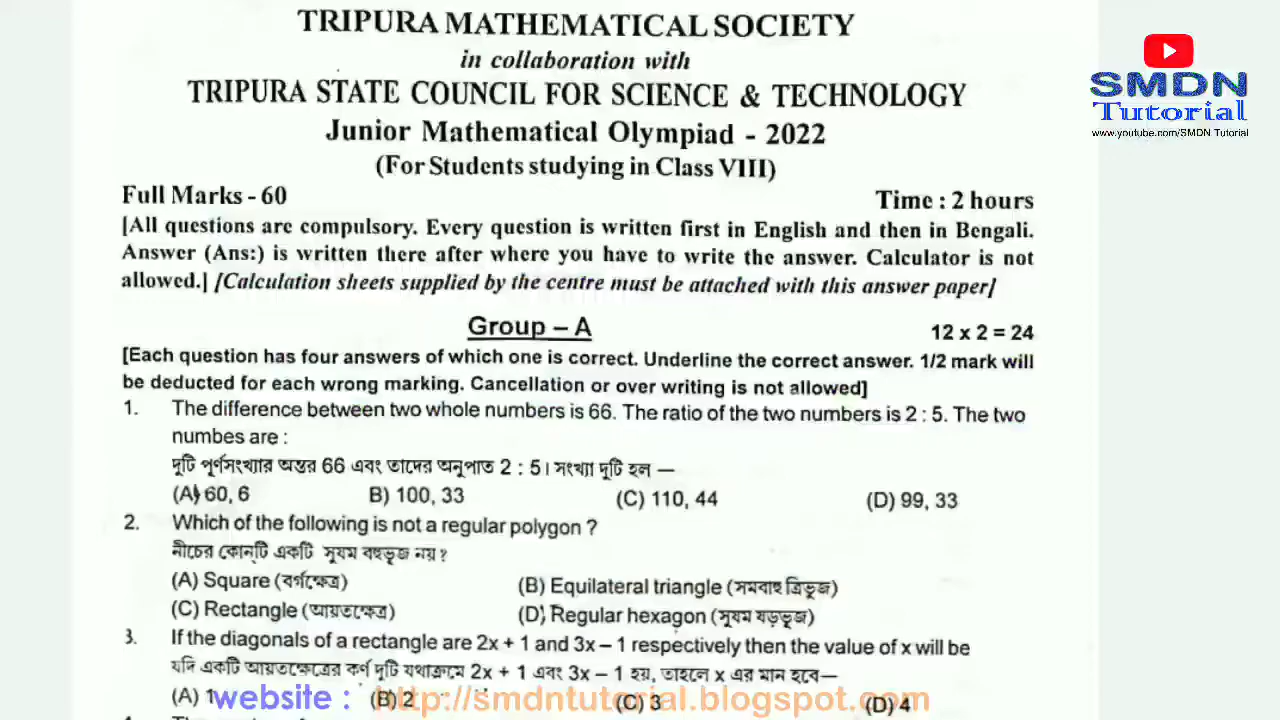 TRIPURA MATHEMATICAL SOCIETY
in collaboration with
TRIPURA STATE COUNCIL FOR SCIENCE & TECHNOLOGY
Junior Mathematical Olympiad - 2022
(For Students studying in Class VIII)
SMDN
Tutorial
www.youtube.com/SMDN Tutorial
Full Marks - 60 Time : 2 hours
[All questions are compulsory. Every question is written first in English and then in Bengali.
Answer (Ans:) is written there after where you have to write the answer. Calculator is not
allowed.] [Calculation sheets supplied by the centre must be attached with this answer paper]
Group – A 12 x 2 = 24
[Each question has four answers of which one is correct. Underline the correct answer. 1/2 mark will
be deducted for each wrong marking. Cancellation or over writing is not allowed]
1. The difference between two whole numbers is 66. The ratio of the two numbers is 2 : 5. The two
numbes are :
দুটি পূর্ণসংখ্যার অন্তর 66 এবং তাদের অনুপাত 2 : 5। সংখ্যা দুটি হল —
(A) 60, 6 B) 100, 33 (C) 110, 44 (D) 99, 33
2. Which of the following is not a regular polygon ?
নীচের কোন্‌টি একটি সুষম বহুভূজ নয়?
(A) Square (বর্গক্ষেত্র) (B) Equilateral triangle (সমবাহু ত্রিভূজ)
(C) Rectangle (আয়তক্ষেত্র) (D) Regular hexagon (সুষম ষড়ভূজ)
3. If the diagonals of a rectangle are 2x + 1 and 3x – 1 respectively then the value of x will be
যদি একটি আয়তক্ষেত্রের কর্ণ দুটি যথাক্রমে 2x + 1 এবং 3x – 1 হয়, তাহলে x এর মান হবে—
(A) 1 (B) 2 (C) 3 (D) 4
website : http://smdntutorial.blogspot.com